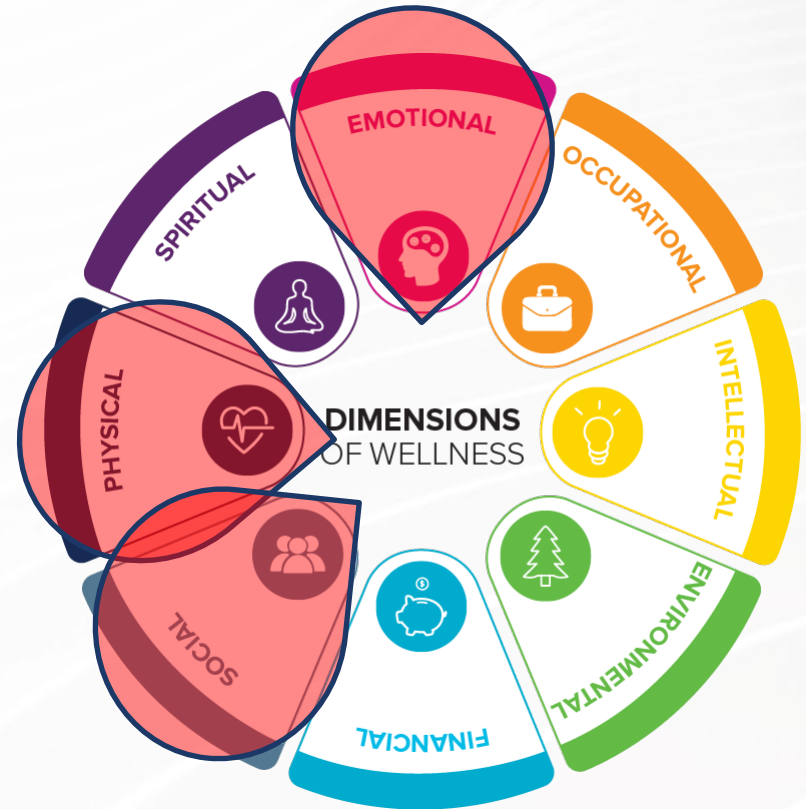 EMOTIONAL
OCCUPATIONAL
INTELLECTUAL
ENVIRONMENTAL
FINANCIAL
SOCIAL
PHYSICAL
SPIRITUAL
DIMENSIONS
OF WELLNESS
$